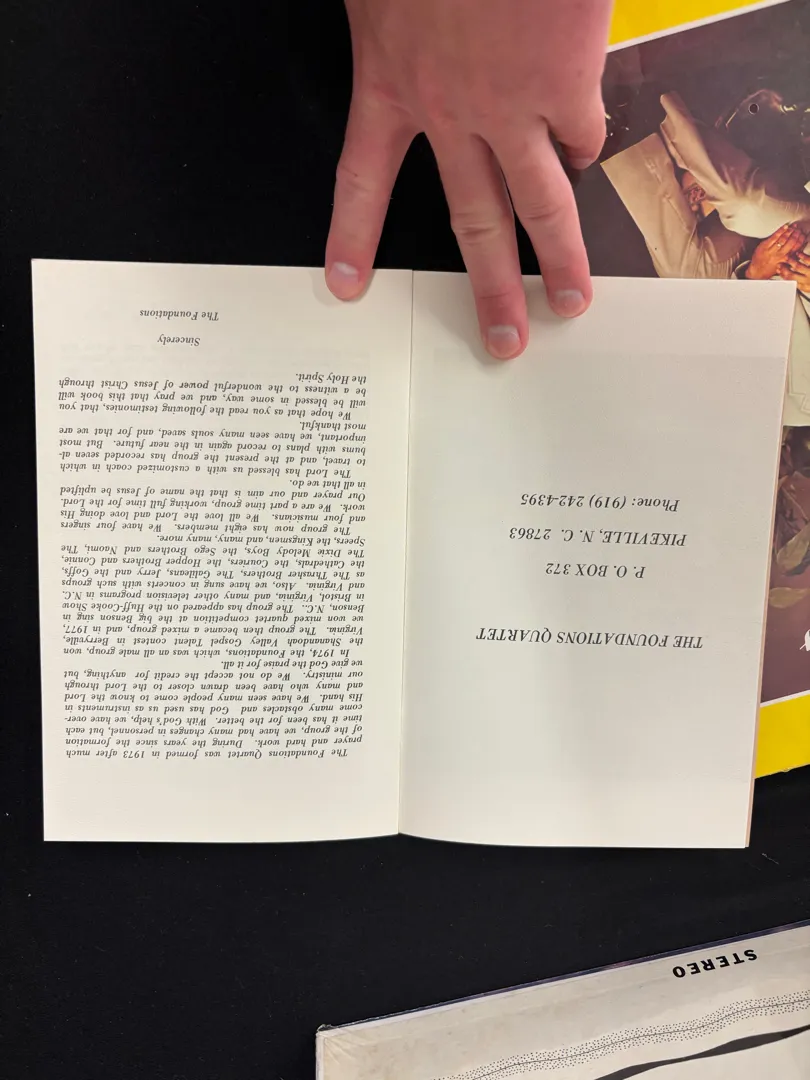 THE FOUNDATIONS QUARTET
P. O. BOX 372
PIKEVILLE, N. C. 27863
Phone: (919) 242-4395
The Foundations Quartet was formed in 1973 after much
prayer and hard work. During the years since the formation
of the group, we have had many changes in personnel, but each
time it has been for the better. With God's help, we have over-
come many obstacles and God has used us as instruments in
His hand. We have seen many people come to know the Lord
and many who have been drawn closer to the Lord through
our ministry. We do not accept the credit for anything, but
we give God the praise for it all.
In 1974, the Foundations, which was an all male group, won
the Shanandoah Valley Gospel Talent contest in Berryville,
Virginia. The group then became a mixed group, and in 1977,
we won mixed quartet competition at the big Benson sing in
Benson, N.C.. The group has appeared on the Huff-Cooke Show
in Bristol, Virginia, and many other television programs in N.C.
and Virginia. Also, we have sung in concerts with such groups
as The Thrasher Brothers, The Galileans, Jerry and the Goffs,
the Cathedrals, the Couriers, the Hopper Brothers and Connie,
The Dixie Melody Boys, the Sego Brothers and Naomi, The
Speers, the Kingsmen, and many, many more.
The group now has eight members. We have four singers
and four musicians. We all love the Lord and love doing His
work. We are a part time group, working full time for the Lord.
Our prayer and our aim is that the name of Jesus be uplifted
in all that we do.
The Lord has blessed us with a customized coach in which
to travel, and at the present the group has recorded seven al-
bums with plans to record again in the near future. But most
important, we have seen many souls saved, and for that we are
most thankful.
We hope that as you read the following testimonies, that you
will be blessed in some way, and we pray that this book will
be a witness to the wonderful power of Jesus Christ through
the Holy Spirit.
Sincerely
The Foundations
STEREO